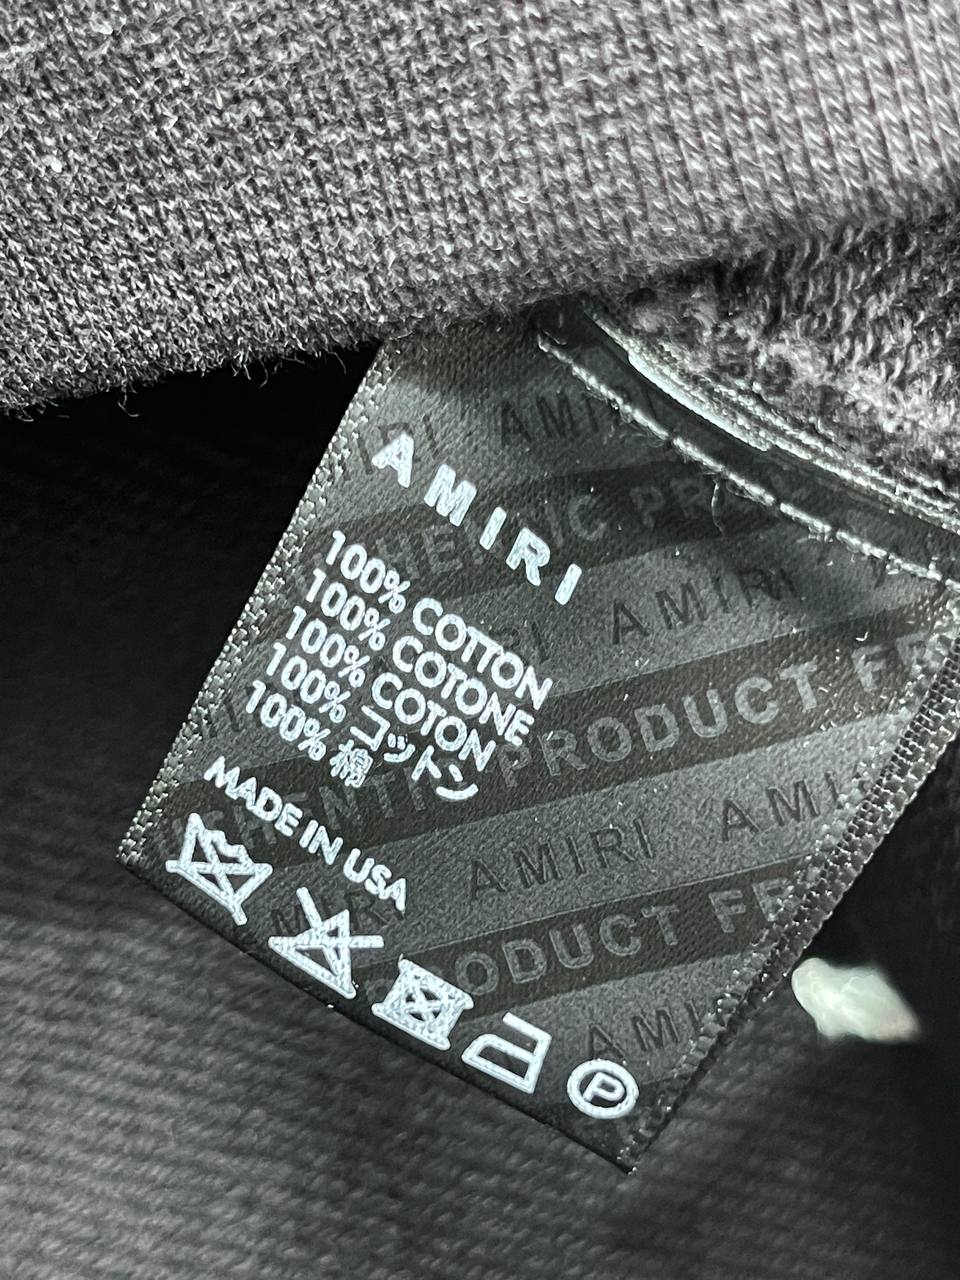 AMIRI
100% COTTON
100% COTONE
100% COTON
100% コットン
100% 棉
MADE IN USA
P
AMIRI
AMIRI
PRODUCT
AMIRI
PRODUCT